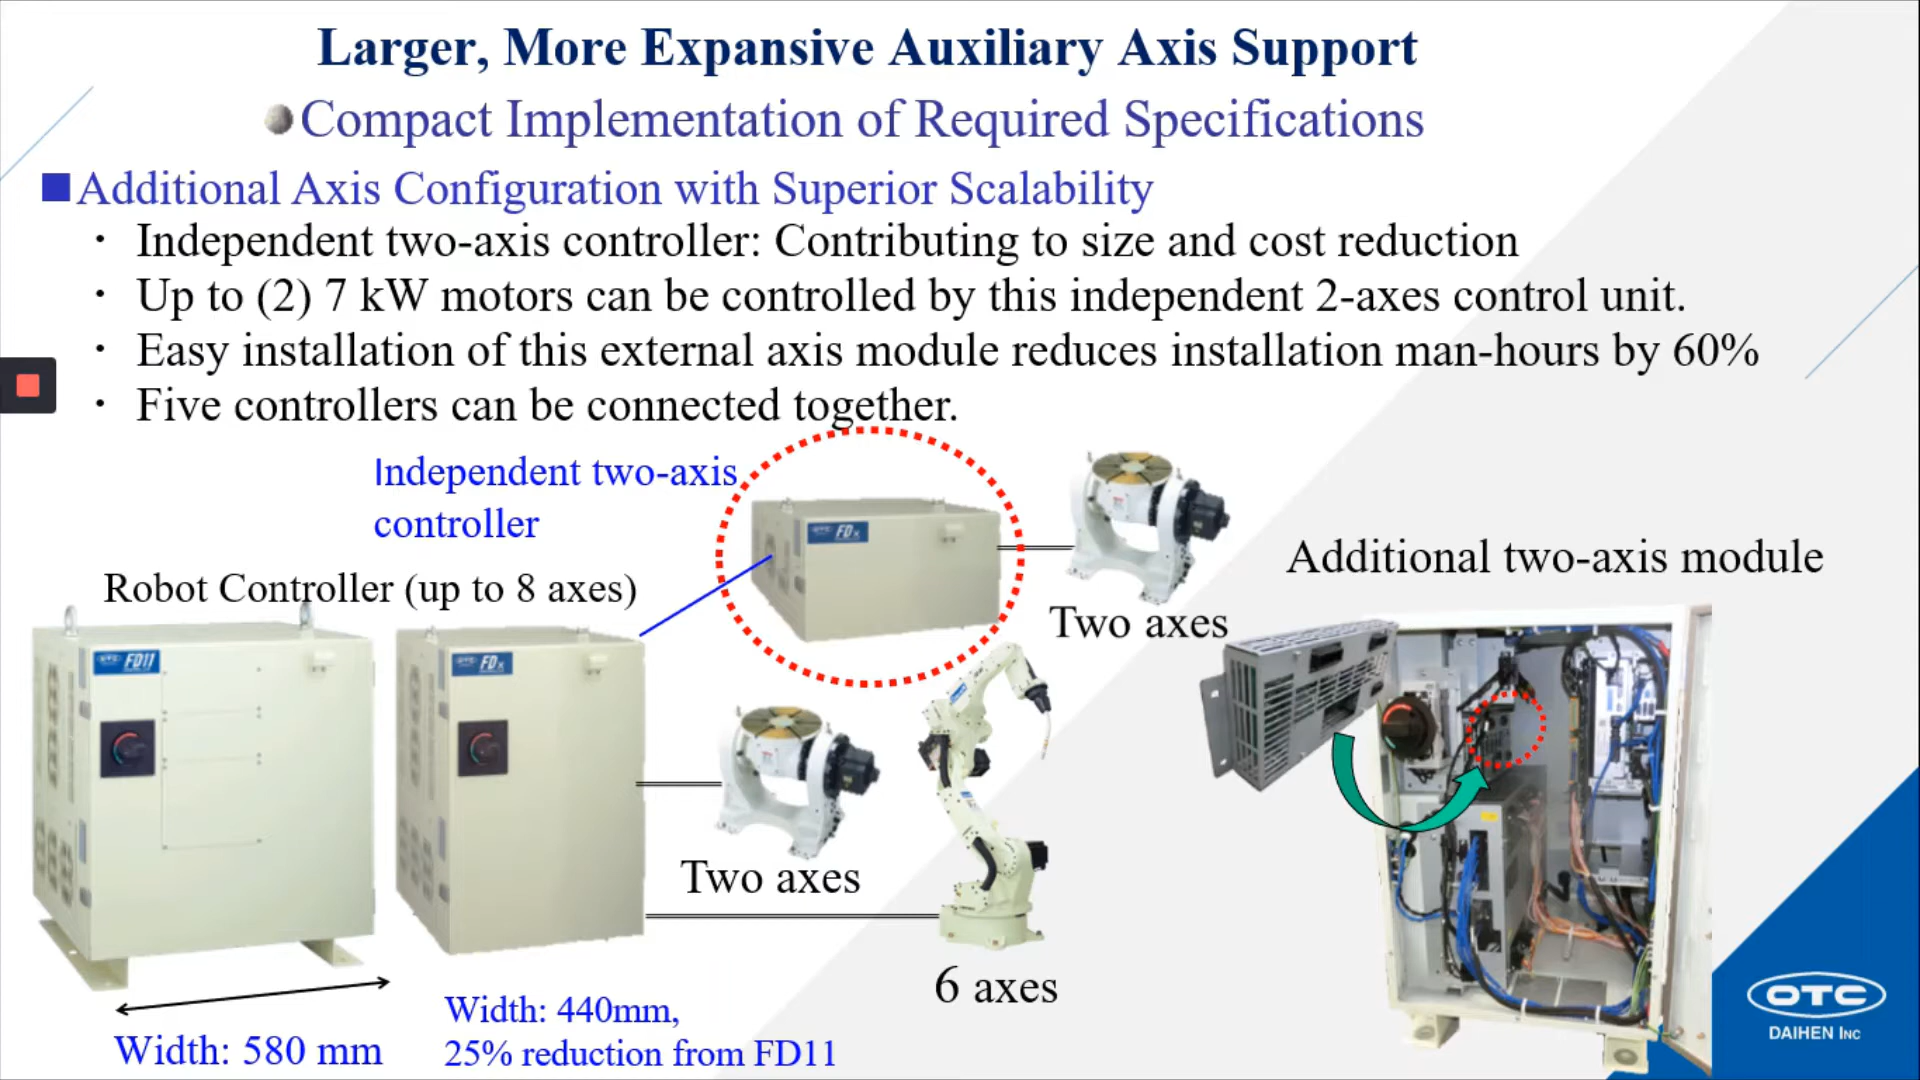 Larger, More Expansive Auxiliary Axis Support
Compact Implementation of Required Specifications
Additional Axis Configuration with Superior Scalability
・ Independent two-axis controller: Contributing to size and cost reduction
・ Up to (2) 7 kW motors can be controlled by this independent 2-axes control unit.
・ Easy installation of this external axis module reduces installation man-hours by 60%
・ Five controllers can be connected together.
Independent two-axis
controller
Robot Controller (up to 8 axes)
OTC FDx
Two axes
Additional two-axis module
OTC FD11
OTC FDx
Two axes
6 axes
Width: 580 mm
Width: 440mm,
25% reduction from FD11
OTC
DAIHEN INC